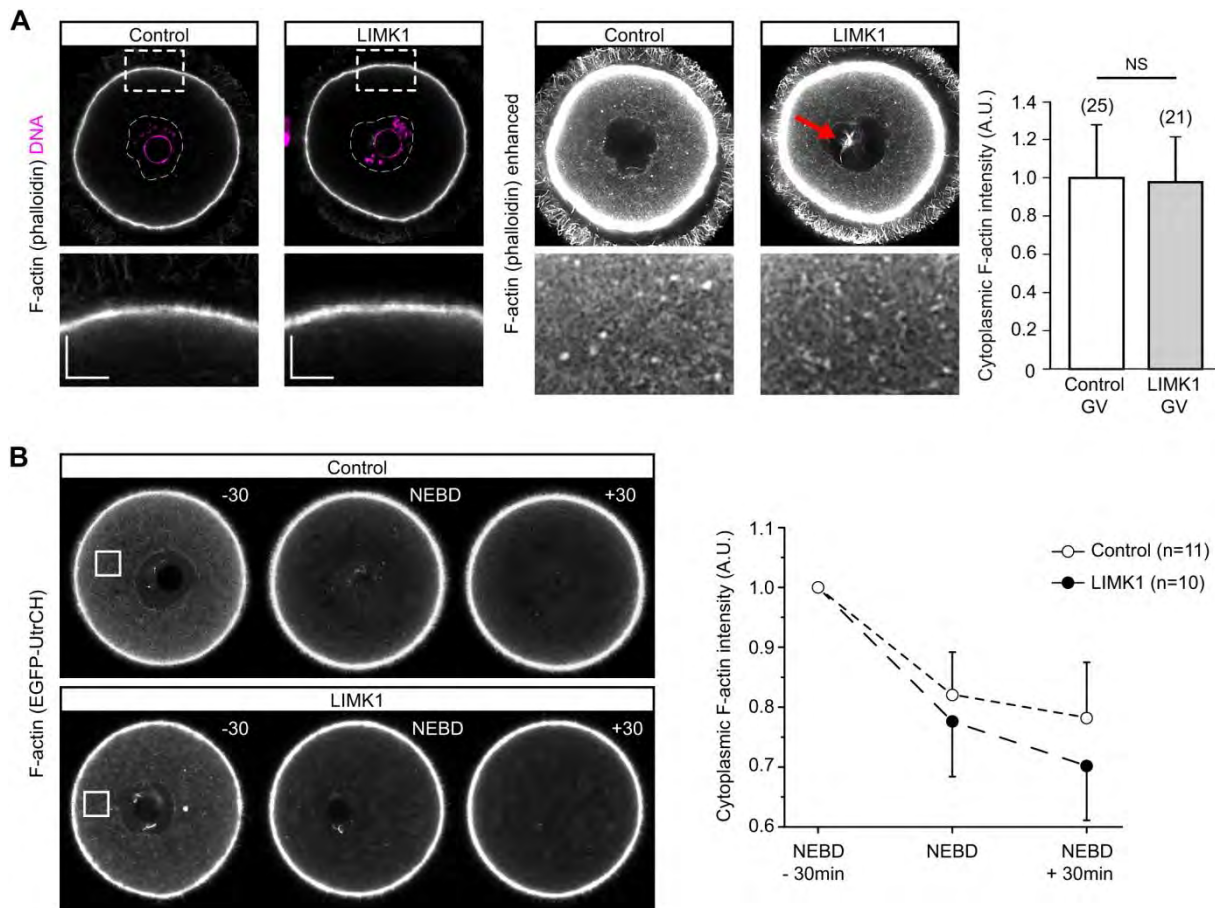 A
Control
LIMK1
F-actin (phalloidin) DNA
Control
LIMK1
F-actin (phalloidin) enhanced
NS
(25)
(21)
Cytoplasmic F-actin intensity (A.U.)
1.4
1.2
1.0
0.8
0.6
0.4
0.2
0
Control
GV
LIMK1
GV
B
Control
-30
NEBD
+30
LIMK1
-30
NEBD
+30
F-actin (EGFP-UtrCH)
Cytoplasmic F-actin intensity (A.U.)
1.1
1.0
0.9
0.8
0.7
0.6
Control (n=11)
LIMK1 (n=10)
NEBD
- 30min
NEBD
NEBD
+ 30min